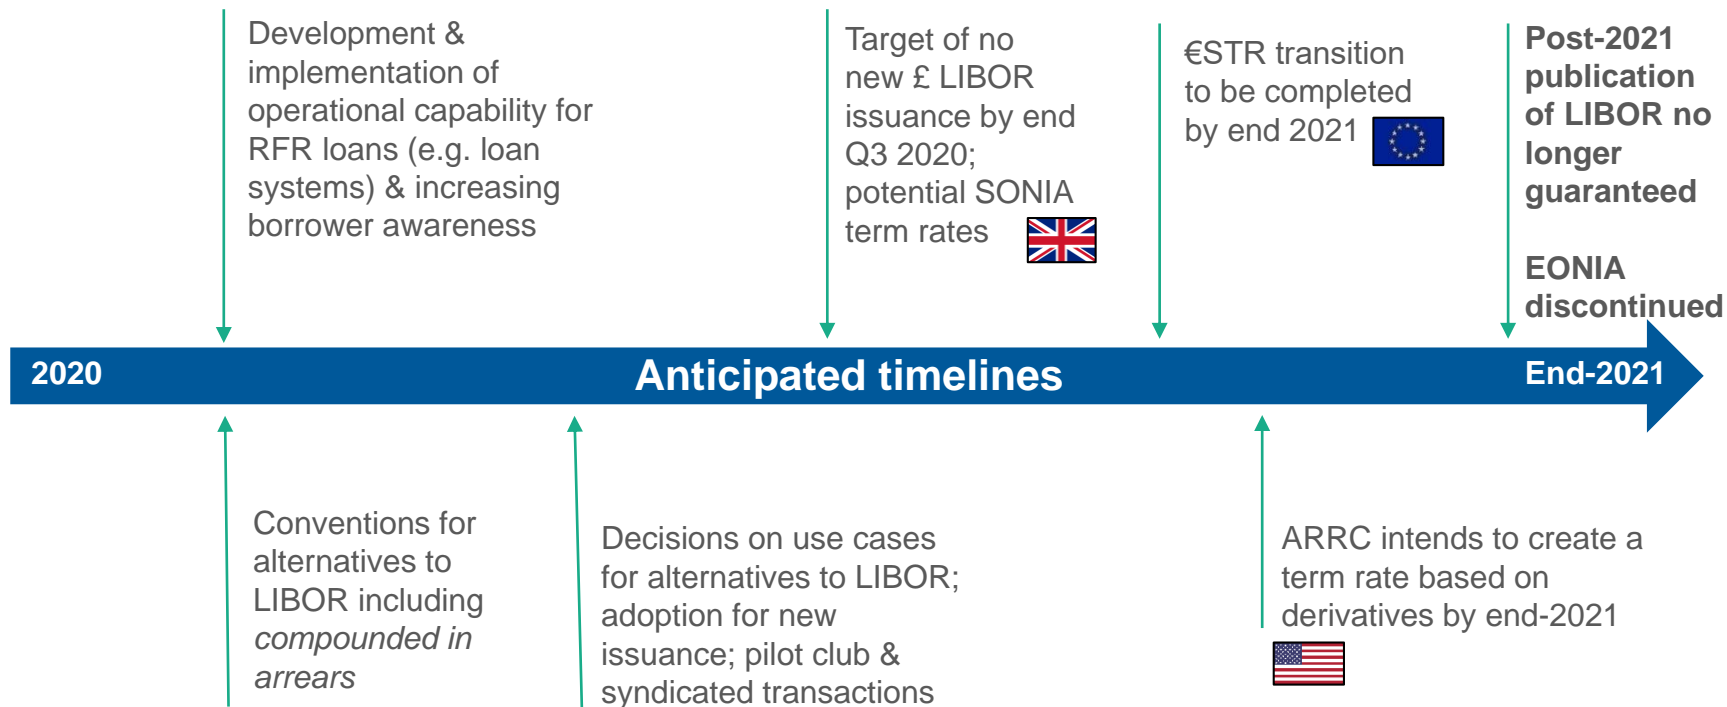 Development &
implementation of
operational capability for
RFR loans (e.g. loan
systems) & increasing
borrower awareness
Target of no
new £ LIBOR
issuance by end
Q3 2020;
potential SONIA
term rates
€STR transition
to be completed
by end 2021
Post-2021
publication
of LIBOR no
longer
guaranteed
EONIA
discontinued
2020
Anticipated timelines
End-2021
Conventions for
alternatives to
LIBOR including
compounded in
arrears
Decisions on use cases
for alternatives to LIBOR;
adoption for new
issuance; pilot club &
syndicated transactions
ARRC intends to create a
term rate based on
derivatives by end-2021